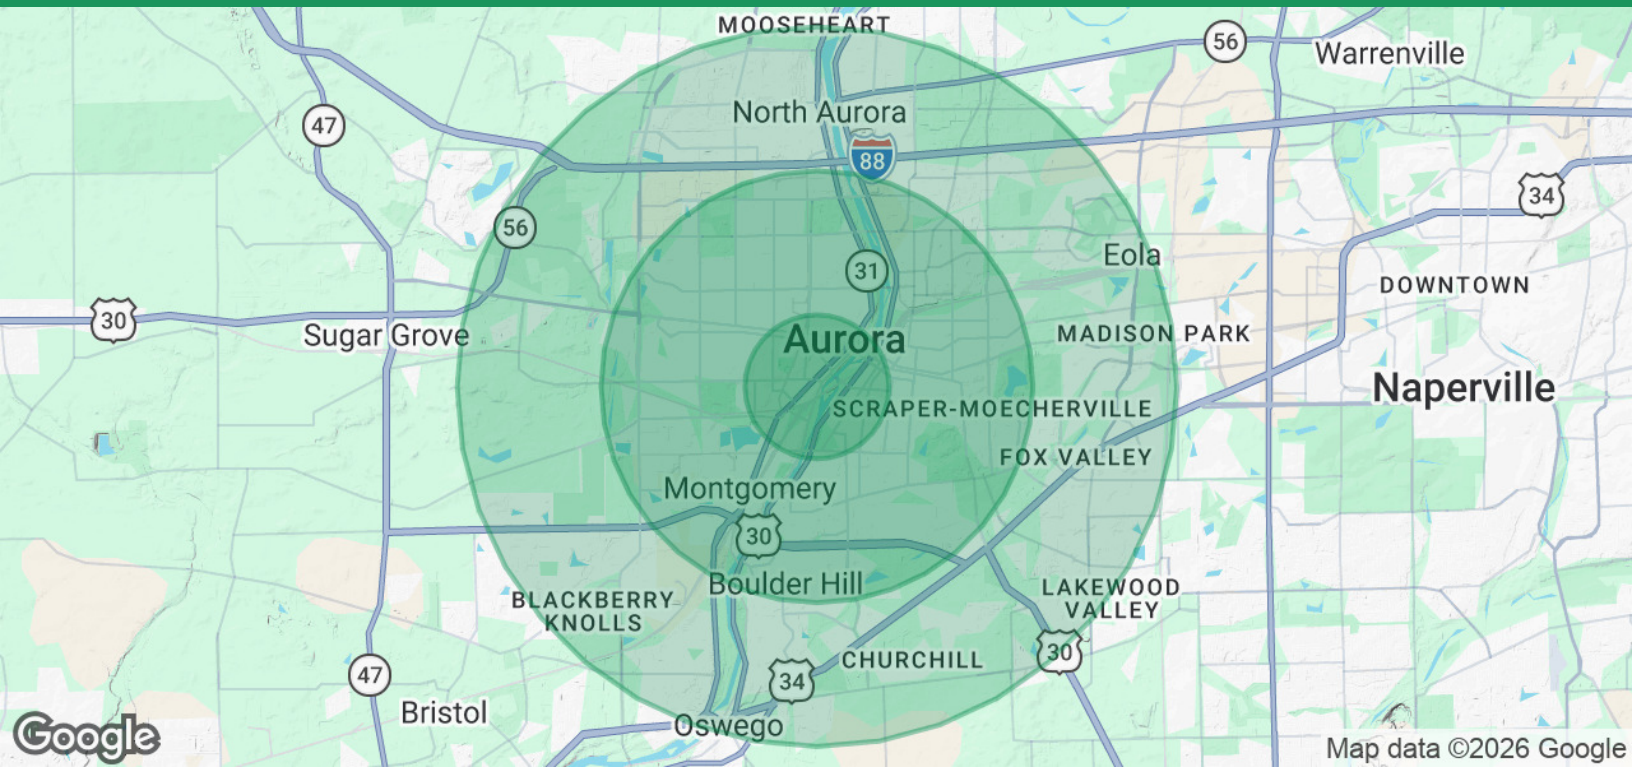 MOOSEHEART
56
Warrenville
North Aurora
47
88
34
56
31
Eola
DOWNTOWN
30
Sugar Grove
Aurora
MADISON PARK
Naperville
SCRAPER-MOECHERVILLE
FOX VALLEY
Montgomery
30
Boulder Hill
BLACKBERRY
KNOLLS
LAKEWOOD
VALLEY
30
CHURCHILL
47
34
Bristol
Oswego
Google
Map data ©2026 Google